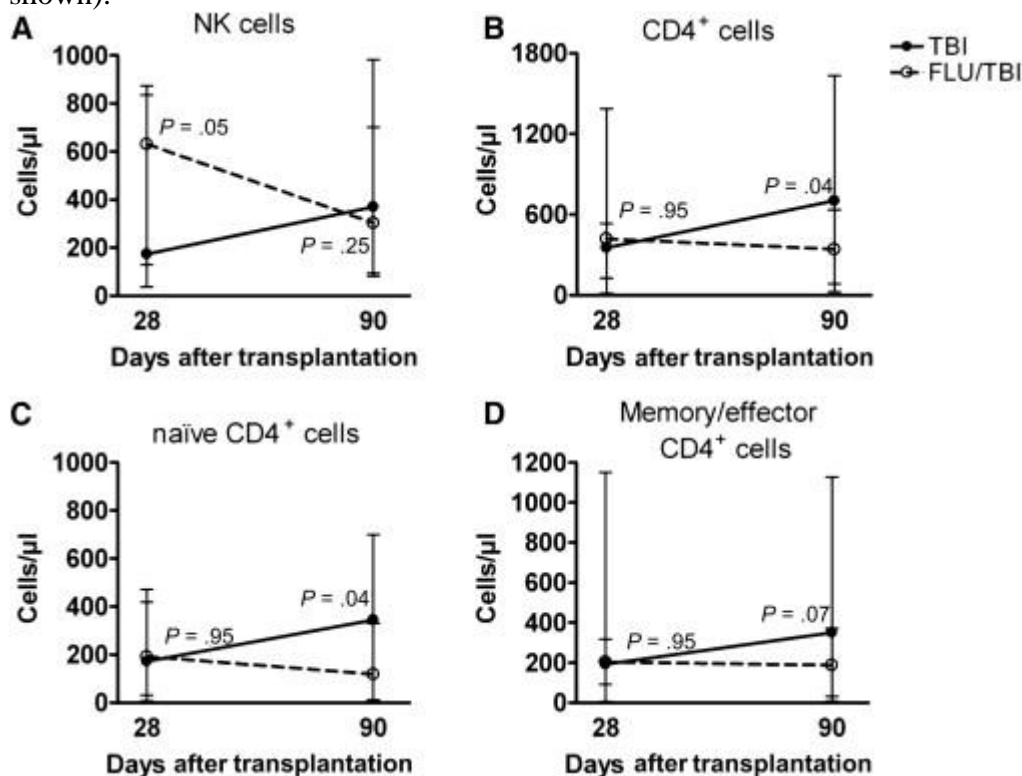 shown).
A
NK cells
1000
800
600
400
200
0
Cells/µl
P = .05
P = .25
28
90
Days after transplantation
B
CD4+ cells
1800
1200
600
0
Cells/µl
P = .95
P = .04
28
90
Days after transplantation
TBI
FLU/TBI
C
naïve CD4+ cells
1000
800
600
400
200
0
Cells/µl
P = .95
P = .04
28
90
Days after transplantation
D
Memory/effector
CD4+ cells
1200
1000
800
600
400
200
0
Cells/µl
P = .95
P = .07
28
90
Days after transplantation